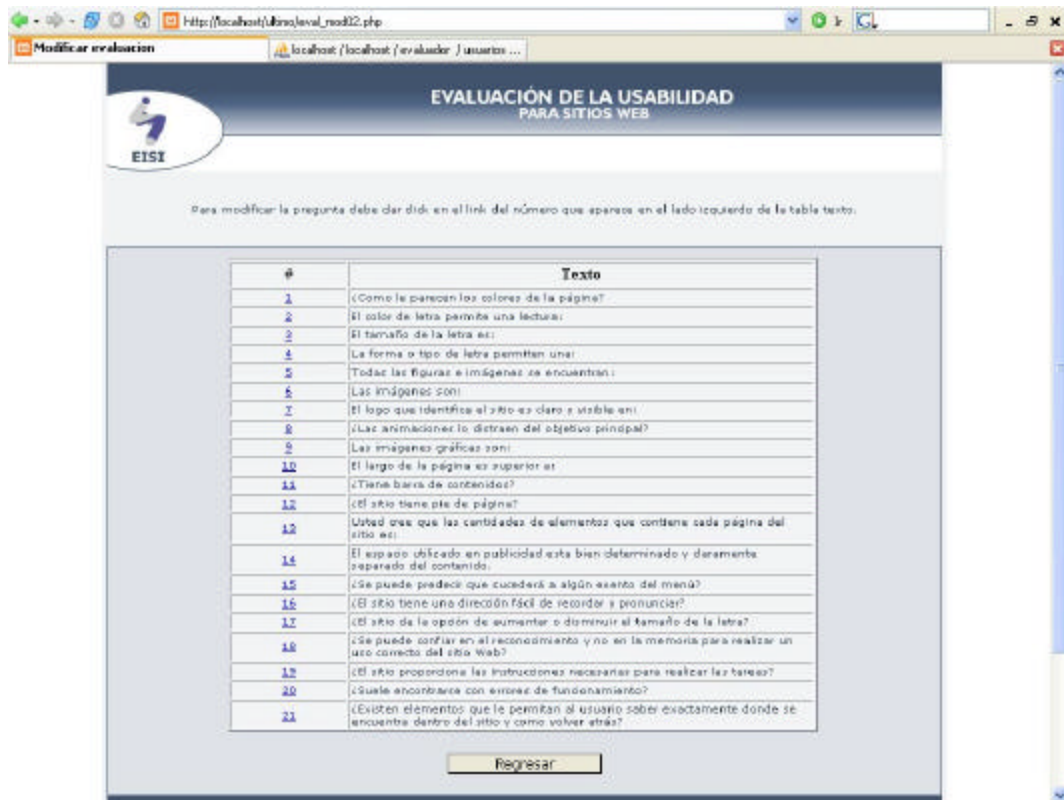 http://localhost/ultimo/eval_mod02.php
Modificar evaluacion
localhost / localhost / evaluador / usuarios ...
EVALUACIÓN DE LA USABILIDAD
PARA SITIOS WEB
EISI
Para modificar la pregunta debe dar click en el link del número que aparece en el lado izquierdo de la tabla texto.
# Texto
1 ¿Como le parecen los colores de la página?
2 El color de letra permite una lectura:
3 El tamaño de la letra es:
4 La forma o tipo de letra permiten una:
5 Todas las figuras e imágenes se encuentran:
6 Las imágenes son:
7 El logo que identifica el sitio es claro y visible en:
8 ¿Las animaciones lo distraen del objetivo principal?
9 Las imágenes gráficas son:
10 El largo de la página es superior a:
11 ¿Tiene barra de contenidos?
12 ¿El sitio tiene pie de página?
13 Usted cree que las cantidades de elementos que contiene cada página del
sitio es:
14 El espacio utilizado en publicidad esta bien determinado y claramente
separado del contenido.
15 ¿Se puede predecir que sucederá a algún evento del menú?
16 ¿El sitio tiene una dirección fácil de recordar y pronunciar?
17 ¿El sitio da la opción de aumentar o disminuir el tamaño de la letra?
18 ¿Se puede confiar en el reconocimiento y no en la memoria para realizar un
uso correcto del sitio Web?
19 ¿El sitio proporciona las instrucciones necesarias para realizar las tareas?
20 ¿Suele encontrarse con errores de funcionamiento?
21 ¿Existen elementos que le permitan al usuario saber exactamente donde se
encuentra dentro del sitio y como volver atrás?
Regresar